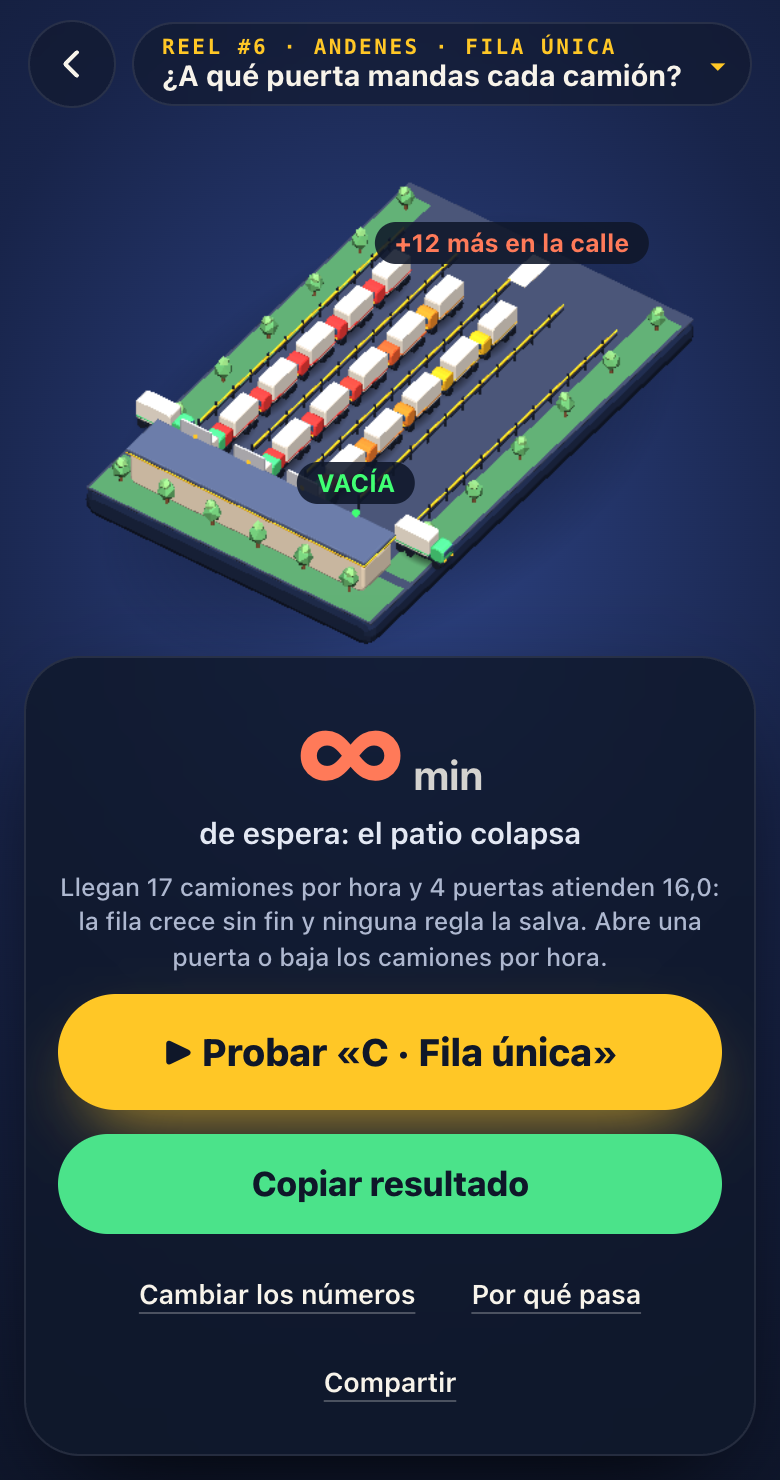 REEL #6 · ANDENES · FILA ÚNICA
¿A qué puerta mandas cada camión?
+12 más en la calle
VACÍA
∞ min
de espera: el patio colapsa
Llegan 17 camiones por hora y 4 puertas atienden 16,0:
la fila crece sin fin y ninguna regla la salva. Abre una
puerta o baja los camiones por hora.
Probar «C · Fila única»
Copiar resultado
Cambiar los números
Por qué pasa
Compartir